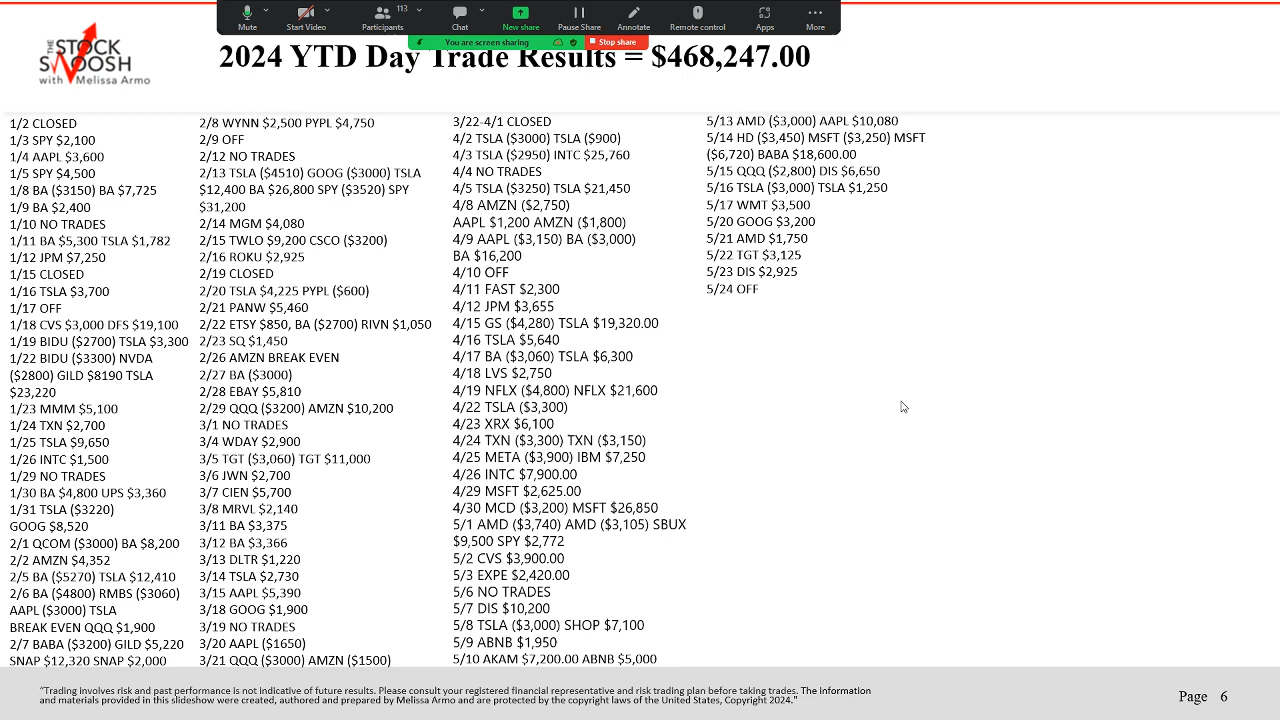 Mute
Start Video
Participants
113
Chat
New share
Pause Share
Annotate
Remote control
Apps
More
You are screen sharing
Stop share
THE STOCK
SWOOSH
with Melissa Armo
2024 YTD Day Trade Results = $468,247.00
1/2 CLOSED
1/3 SPY $2,100
1/4 AAPL $3,600
1/5 SPY $4,500
1/8 BA ($3150) BA $7,725
1/9 BA $2,400
1/10 NO TRADES
1/11 BA $5,300 TSLA $1,782
1/12 JPM $7,250
1/15 CLOSED
1/16 TSLA $3,700
1/17 OFF
1/18 CVS $3,000 DFS $19,100
1/19 BIDU ($2700) TSLA $3,300
1/22 BIDU ($3300) NVDA
($2800) GILD $8190 TSLA
$23,220
1/23 MMM $5,100
1/24 TXN $2,700
1/25 TSLA $9,650
1/26 INTC $1,500
1/29 NO TRADES
1/30 BA $4,800 UPS $3,360
1/31 TSLA ($3220)
GOOG $8,520
2/1 QCOM ($3000) BA $8,200
2/2 AMZN $4,352
2/5 BA ($5270) TSLA $12,410
2/6 BA ($4800) RMBS ($3060)
AAPL ($3000) TSLA
BREAK EVEN QQQ $1,900
2/7 BABA ($3200) GILD $5,220
SNAP $12,320 SNAP $2,000
2/8 WYNN $2,500 PYPL $4,750
2/9 OFF
2/12 NO TRADES
2/13 TSLA ($4510) GOOG ($3000) TSLA
$12,400 BA $26,800 SPY ($3520) SPY
$31,200
2/14 MGM $4,080
2/15 TWLO $9,200 CSCO ($3200)
2/16 ROKU $2,925
2/19 CLOSED
2/20 TSLA $4,225 PYPL ($600)
2/21 PANW $5,460
2/22 ETSY $850, BA ($2700) RIVN $1,050
2/23 SQ $1,450
2/26 AMZN BREAK EVEN
2/27 BA ($3000)
2/28 EBAY $5,810
2/29 QQQ ($3200) AMZN $10,200
3/1 NO TRADES
3/4 WDAY $2,900
3/5 TGT ($3,060) TGT $11,000
3/6 JWN $2,700
3/7 CIEN $5,700
3/8 MRVL $2,140
3/11 BA $3,375
3/12 BA $3,366
3/13 DLTR $1,220
3/14 TSLA $2,730
3/15 AAPL $5,390
3/18 GOOG $1,900
3/19 NO TRADES
3/20 AAPL ($1650)
3/21 QQQ ($3000) AMZN ($1500)
3/22-4/1 CLOSED
4/2 TSLA ($3000) TSLA ($900)
4/3 TSLA ($2950) INTC $25,760
4/4 NO TRADES
4/5 TSLA ($3250) TSLA $21,450
4/8 AMZN ($2,750)
AAPL $1,200 AMZN ($1,800)
4/9 AAPL ($3,150) BA ($3,000)
BA $16,200
4/10 OFF
4/11 FAST $2,300
4/12 JPM $3,655
4/15 GS ($4,280) TSLA $19,320.00
4/16 TSLA $5,640
4/17 BA ($3,060) TSLA $6,300
4/18 LVS $2,750
4/19 NFLX ($4,800) NFLX $21,600
4/22 TSLA ($3,300)
4/23 XRX $6,100
4/24 TXN ($3,300) TXN ($3,150)
4/25 META ($3,900) IBM $7,250
4/26 INTC $7,900.00
4/29 MSFT $2,625.00
4/30 MCD ($3,200) MSFT $26,850
5/1 AMD ($3,740) AMD ($3,105) SBUX
$9,500 SPY $2,772
5/2 CVS $3,900.00
5/3 EXPE $2,420.00
5/6 NO TRADES
5/7 DIS $10,200
5/8 TSLA ($3,000) SHOP $7,100
5/9 ABNB $1,950
5/10 AKAM $7,200.00 ABNB $5,000
5/13 AMD ($3,000) AAPL $10,080
5/14 HD ($3,450) MSFT ($3,250) MSFT
($6,720) BABA $18,600.00
5/15 QQQ ($2,800) DIS $6,650
5/16 TSLA ($3,000) TSLA $1,250
5/17 WMT $3,500
5/20 GOOG $3,200
5/21 AMD $1,750
5/22 TGT $3,125
5/23 DIS $2,925
5/24 OFF
"Trading involves risk and past performance is not indicative of future results. Please consult your registered financial representative and risk trading plan before taking trades. The information
and materials provided in this slideshow were created, authored and prepared by Melissa Armo and are protected by the copyright laws of the United States, Copyright 2024."
Page 6